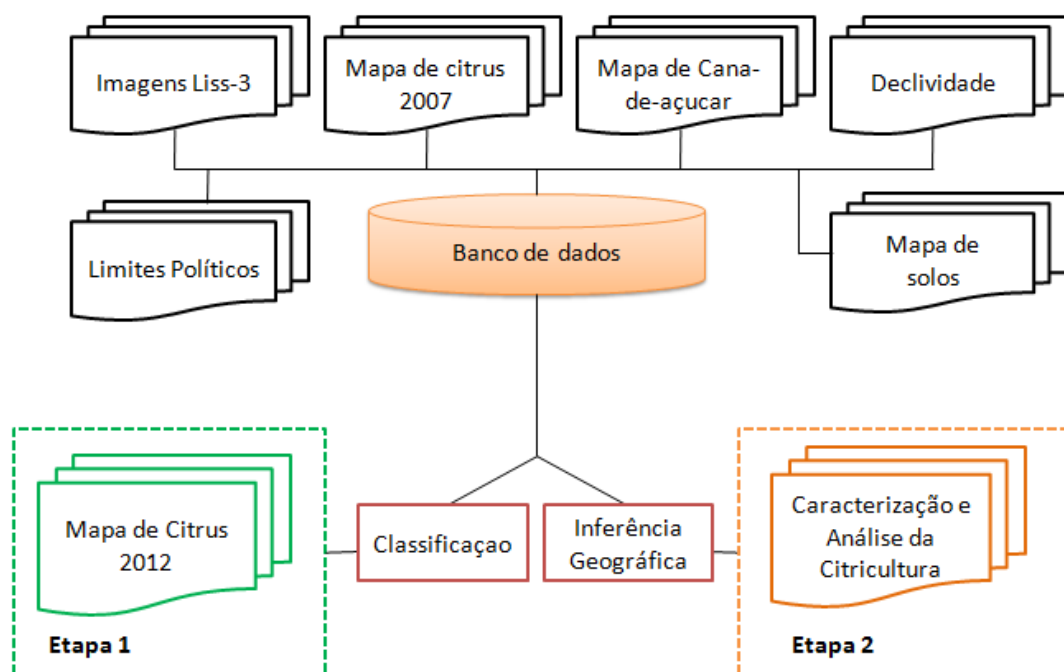 Imagens Liss-3
Mapa de citrus
2007
Mapa de Cana-
de-açucar
Declividade
Limites Políticos
Banco de dados
Mapa de
solos
Mapa de Citrus
2012
Etapa 1
Classificaçao
Inferência
Geográfica
Caracterização e
Análise da
Citricultura
Etapa 2